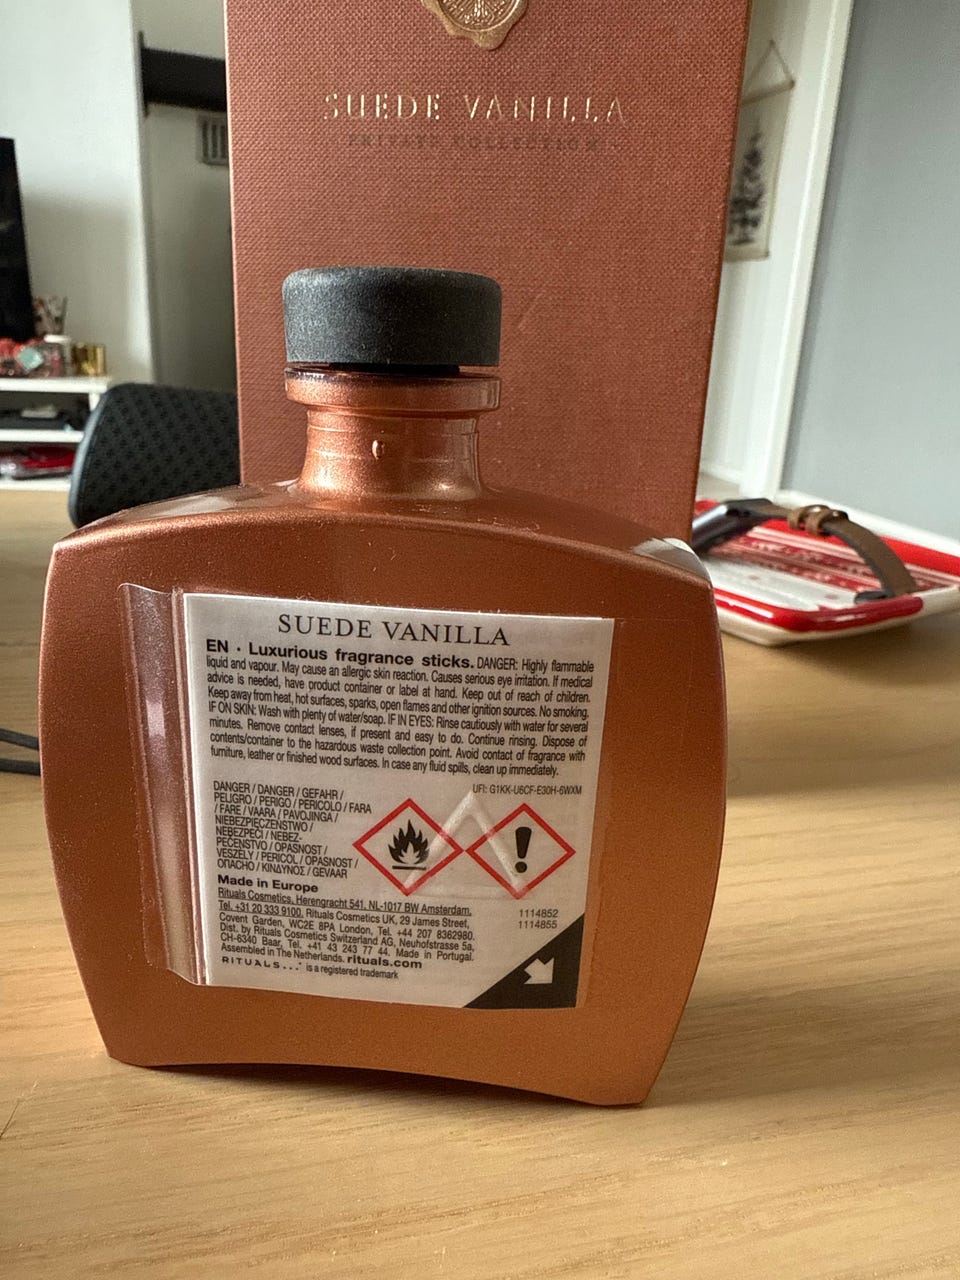 SUEDE VANILLA
PRIVATE COLLECTION
SUEDE VANILLA
EN · Luxurious fragrance sticks. DANGER: Highly flammable
liquid and vapour. May cause an allergic skin reaction. Causes serious eye irritation. If medical
advice is needed, have product container or label at hand. Keep out of reach of children.
Keep away from heat, hot surfaces, sparks, open flames and other ignition sources. No smoking.
IF ON SKIN: Wash with plenty of water/soap. IF IN EYES: Rinse cautiously with water for several
minutes. Remove contact lenses, if present and easy to do. Continue rinsing. Dispose of
contents/container to the hazardous waste collection point. Avoid contact of fragrance with
furniture, leather or finished wood surfaces. In case any fluid spills, clean up immediately.
UFI: G1KK-U6CF-E30H-6WXM
DANGER / DANGER / GEFAHR /
PELIGRO / PERIGO / PERICOLO / FARA
/ FARE / VAARA / PAVOJINGA /
NIEBEZPIECZEŃSTWO /
NEBEZPEČÍ / NEBEZ-
PEČENSTVO / OPASNOST /
VESZÉLY / PERICOL / OPASNOST /
ОПАСНО / ΚΙΝΔΥΝΟΣ / GEVAAR
Made in Europe
Rituals Cosmetics, Herengracht 541, NL-1017 BW Amsterdam,
Tel. +31 20 333 9100. Rituals Cosmetics UK, 29 James Street,
Covent Garden, WC2E 8PA London, Tel. +44 207 8362980.
Dist. by Rituals Cosmetics Switzerland AG, Neuhofstrasse 5a,
CH-6340 Baar, Tel. +41 43 243 77 44. Made in Portugal.
Assembled in The Netherlands. rituals.com
RITUALS...® is a registered trademark
1114852
1114855